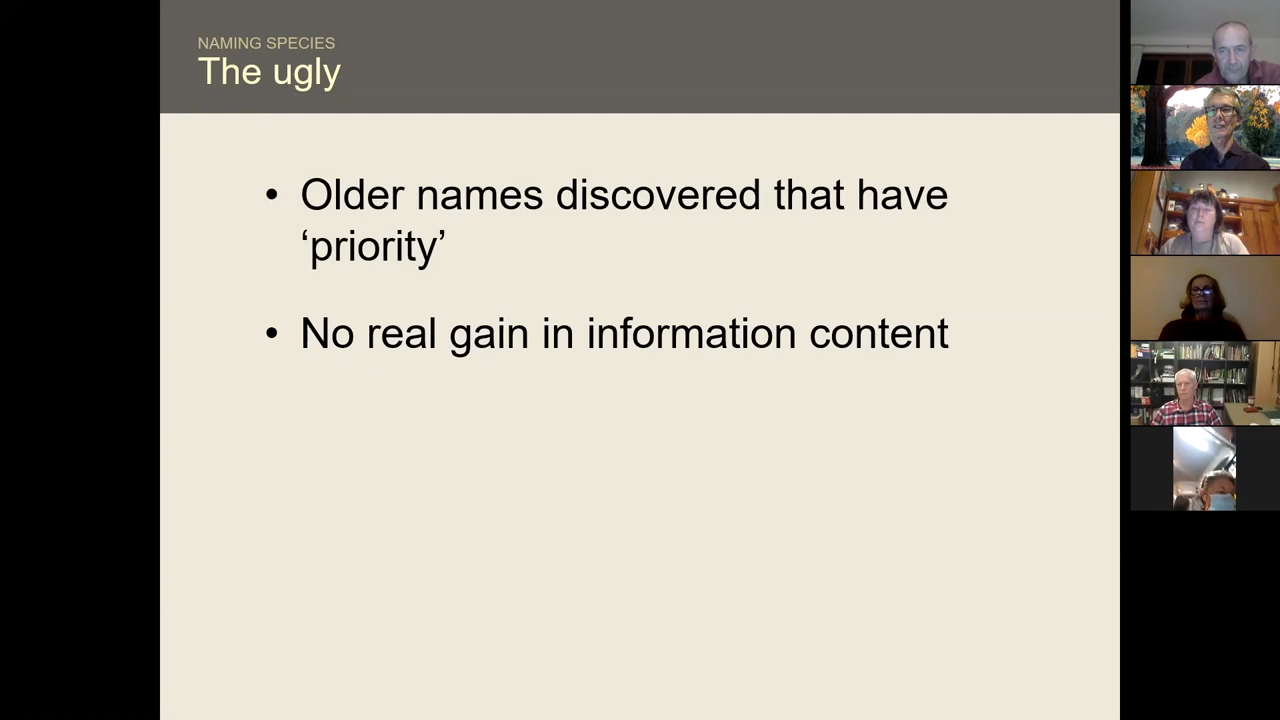 NAMING SPECIES
The ugly
• Older names discovered that have
‘priority’
• No real gain in information content